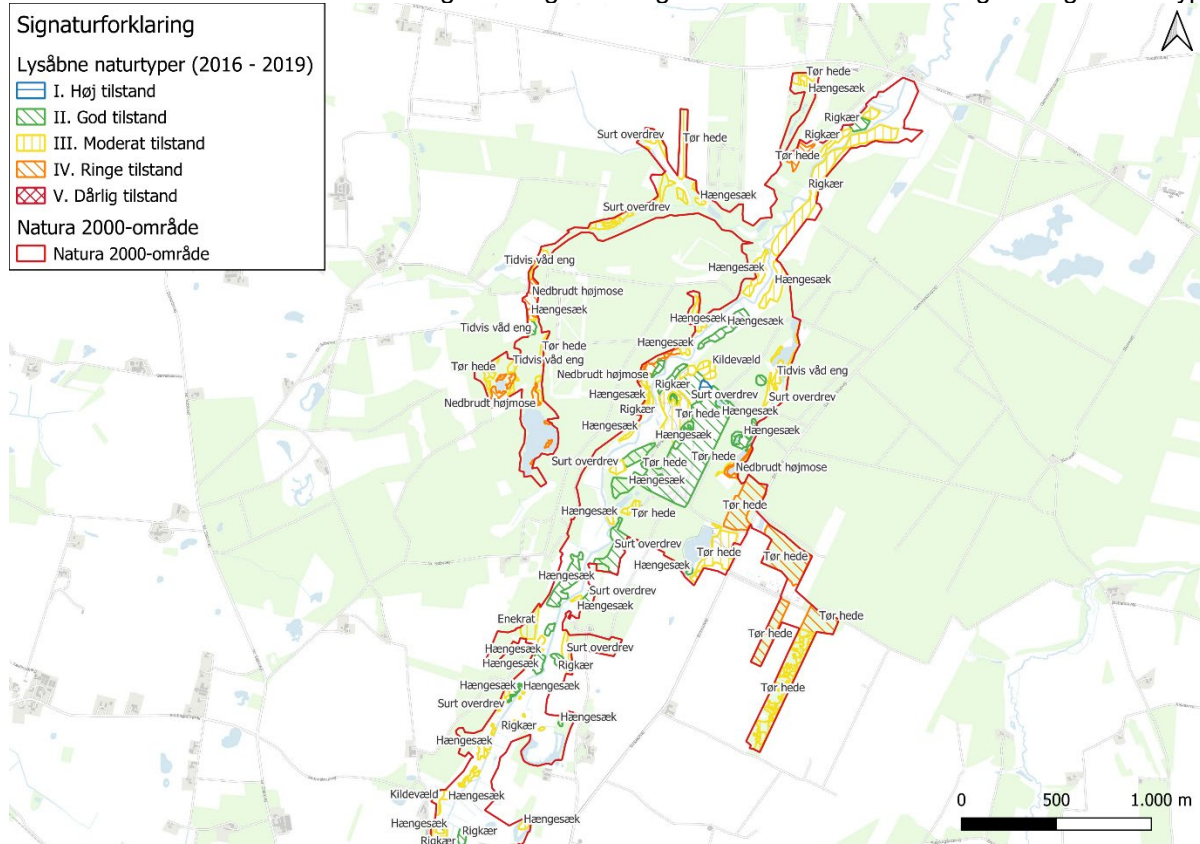 Signaturforklaring
Lysåbne naturtyper (2016 - 2019)
I. Høj tilstand
II. God tilstand
III. Moderat tilstand
IV. Ringe tilstand
V. Dårlig tilstand
Natura 2000-område
Natura 2000-område
Tør hede
Hængesæk
Rigkær
Surt overdrev
Tør hede
Rigkær
Tør hede
Rigkær
Hængesæk
Surt overdrev
Tidvis våd eng
Hængesæk
Hængesæk
Nedbrudt højmose
Hængesæk
Tidvis våd eng
Hængesæk
Hængesæk
Tør hede
Hængesæk
Tidvis våd eng
Tør hede
Kildevæld
Nedbrudt højmose
Tidvis våd eng
Rigkær
Hængesæk
Surt overdrev
Surt overdrev
Nedbrudt højmose
Rigkær
Tør hede
Hængesæk
Hængesæk
Hængesæk
Hængesæk
Surt overdrev
Tør hede
Tør hede
Nedbrudt højmose
Hængesæk
Hængesæk
Tør hede
Tør hede
Surt overdrev
Tør hede
Hængesæk
Tør hede
Hængesæk
Surt overdrev
Hængesæk
Enekrat
Tør hede
Hængesæk
Surt overdrev
Hængesæk
Rigkær
Tør hede
Hængesæk
Hængesæk
Tør hede
Surt overdrev
Hængesæk
Rigkær
Hængesæk
Kildevæld
Hængesæk
Hængesæk
Hængesæk
Rigkær
Rigkær
0 500 1.000 m